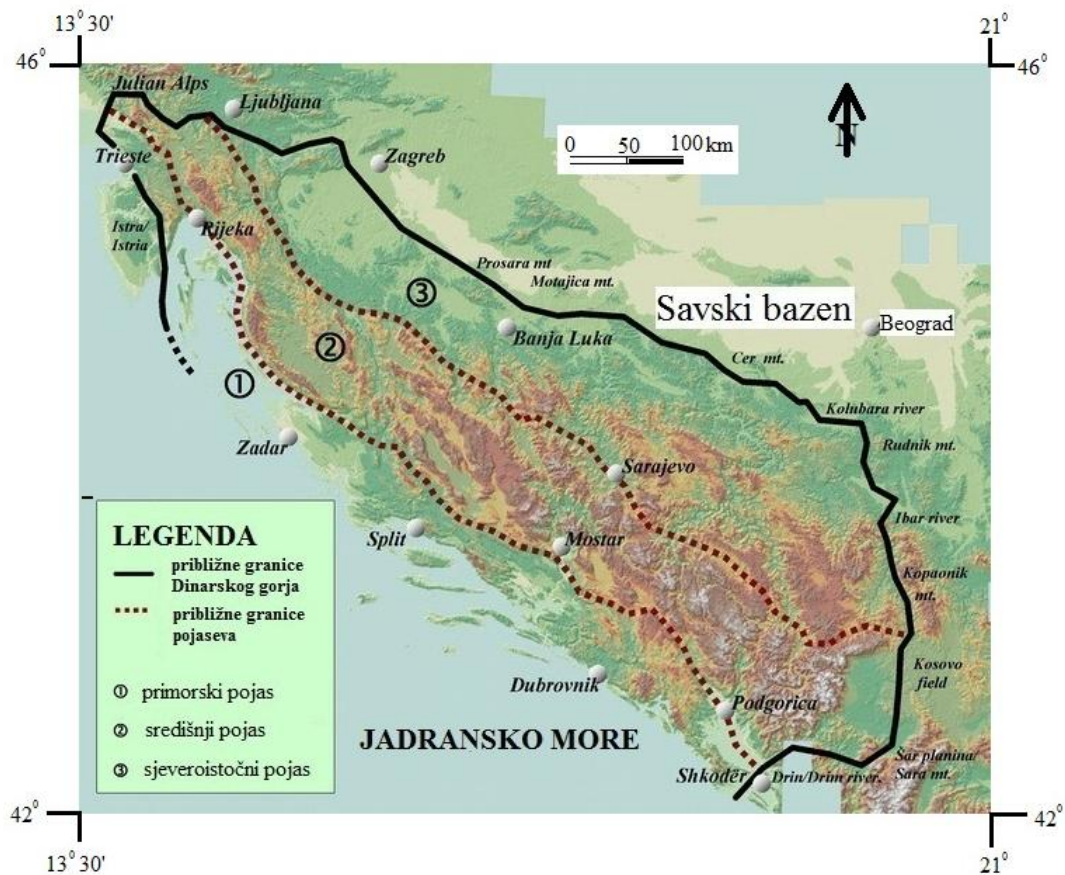 13° 30'
21°
46°
46°
Julian Alps
Ljubljana
0 50 100 km
N
Trieste
Zagreb
Istra/
Istria
Rijeka
Prosara mt
Motajica mt.
③
Savski bazen
Beograd
②
Banja Luka
①
Cer mt.
Kolubara river
Zadar
Rudnik mt.
Sarajevo
Ibar river
Split
Mostar
Kopaonik
mt.
LEGENDA
približne granice
Dinarskog gorja
približne granice
pojaseva
① primorski pojas
② središnji pojas
③ sjeveroistočni pojas
Kosovo
field
Dubrovnik
Podgorica
JADRANSKO MORE
Shkodër
Drin/Drim river.
Šar planina/
Sara mt.
42°
42°
13° 30'
21°